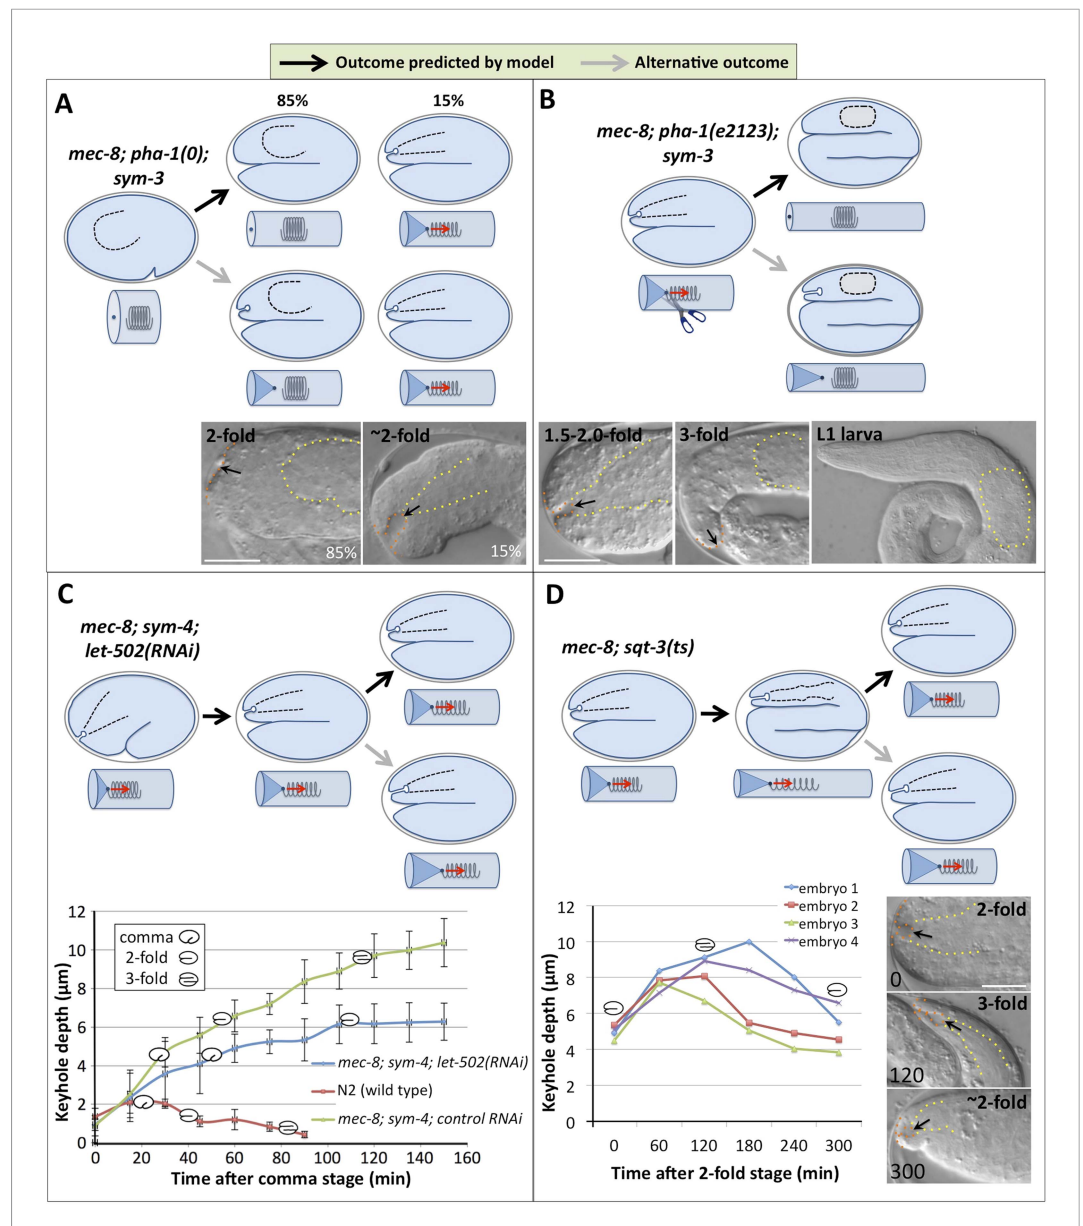 Outcome predicted by model Alternative outcome
A
85% 15%
mec-8; pha-1(0);
sym-3
2-fold
85%
~2-fold
15%
B
mec-8; pha-1(e2123);
sym-3
1.5-2.0-fold
3-fold
L1 larva
C
mec-8; sym-4;
let-502(RNAi)
Keyhole depth (μm)
12
10
8
6
4
2
0
comma
2-fold
3-fold
mec-8; sym-4; let-502(RNAi)
N2 (wild type)
mec-8; sym-4; control RNAi
0 20 40 60 80 100 120 140 160
Time after comma stage (min)
D
mec-8; sqt-3(ts)
Keyhole depth (μm)
12
10
8
6
4
2
0
embryo 1
embryo 2
embryo 3
embryo 4
0 60 120 180 240 300
Time after 2-fold stage (min)
2-fold
0
3-fold
120
~2-fold
300